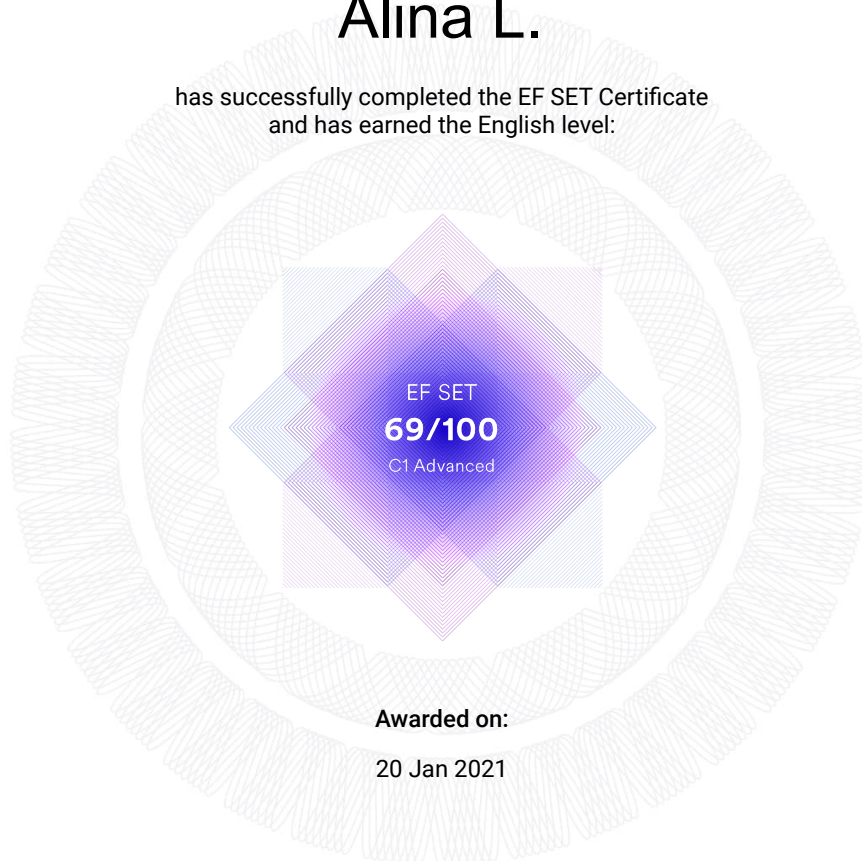 Alina L.
has successfully completed the EF SET Certificate
and has earned the English level:
EF SET
69/100
C1 Advanced
Awarded on:
20 Jan 2021